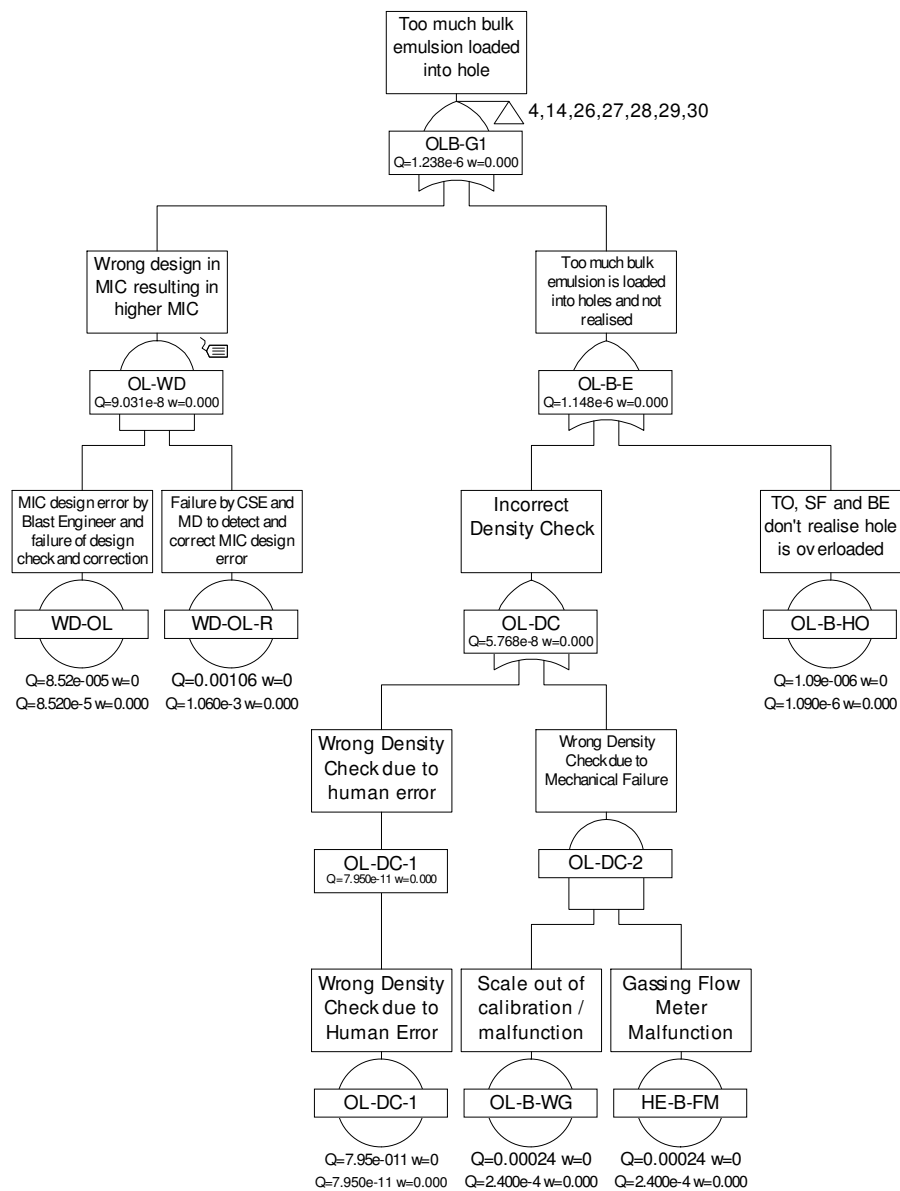 Too much bulk
emulsion loaded
into hole
4,14,26,27,28,29,30
OLB-G1
Q=1.238e-6 w=0.000
Wrong design in
MIC resulting in
higher MIC
Too much bulk
emulsion is loaded
into holes and not
realised
OL-WD
Q=9.031e-8 w=0.000
OL-B-E
Q=1.148e-6 w=0.000
MIC design error by
Blast Engineer and
failure of design
check and correction
Failure by CSE and
MD to detect and
correct MIC design
error
Incorrect
Density Check
TO, SF and BE
don't realise hole
is overloaded
WD-OL
WD-OL-R
OL-DC
Q=5.768e-8 w=0.000
OL-B-HO
Q=8.52e-005 w=0
Q=8.520e-5 w=0.000
Q=0.00106 w=0
Q=1.060e-3 w=0.000
Q=1.09e-006 w=0
Q=1.090e-6 w=0.000
Wrong Density
Check due to
human error
Wrong Density
Check due to
Mechanical Failure
OL-DC-1
Q=7.950e-11 w=0.000
OL-DC-2
Wrong Density
Check due to
Human Error
Scale out of
calibration /
malfunction
Gassing Flow
Meter
Malfunction
OL-DC-1
OL-B-WG
HE-B-FM
Q=7.95e-011 w=0
Q=7.950e-11 w=0.000
Q=0.00024 w=0
Q=2.400e-4 w=0.000
Q=0.00024 w=0
Q=2.400e-4 w=0.000